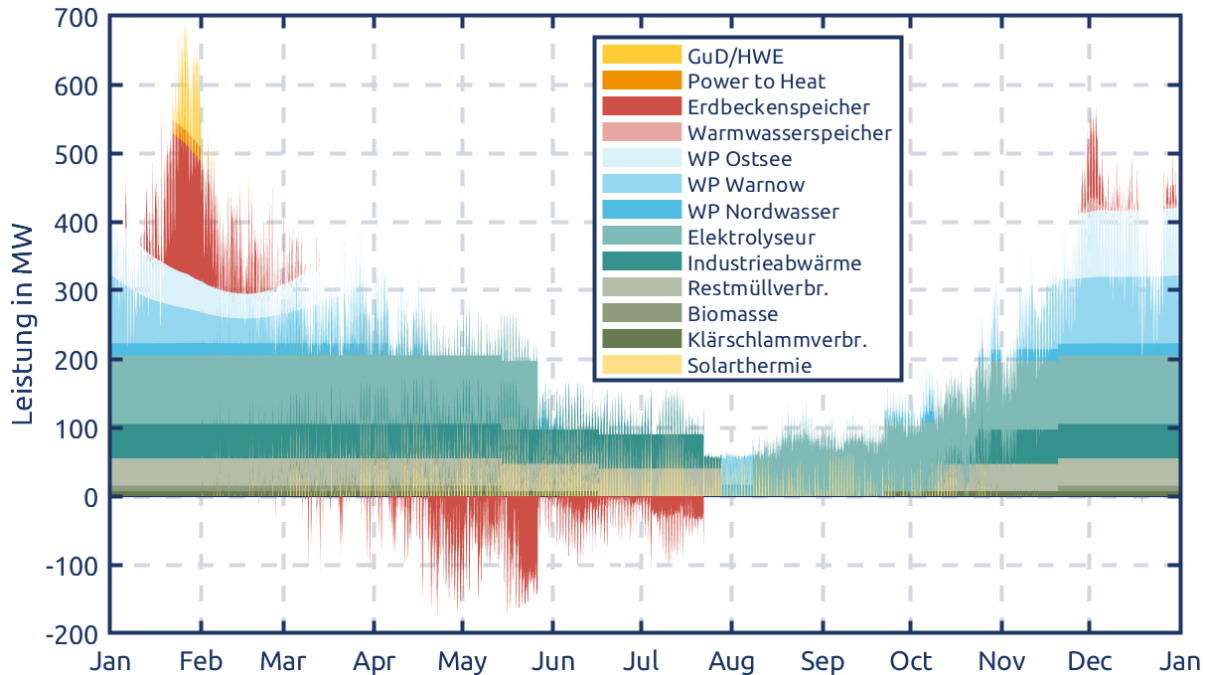 Leistung in MW
700
600
500
400
300
200
100
0
-100
-200
GuD/HWE
Power to Heat
Erdbeckenspeicher
Warmwasserspeicher
WP Ostsee
WP Warnow
WP Nordwasser
Elektrolyseur
Industrieabwärme
Restmüllverbr.
Biomasse
Klärschlammverbr.
Solarthermie
Jan Feb Mar Apr May Jun Jul Aug Sep Oct Nov Dec Jan